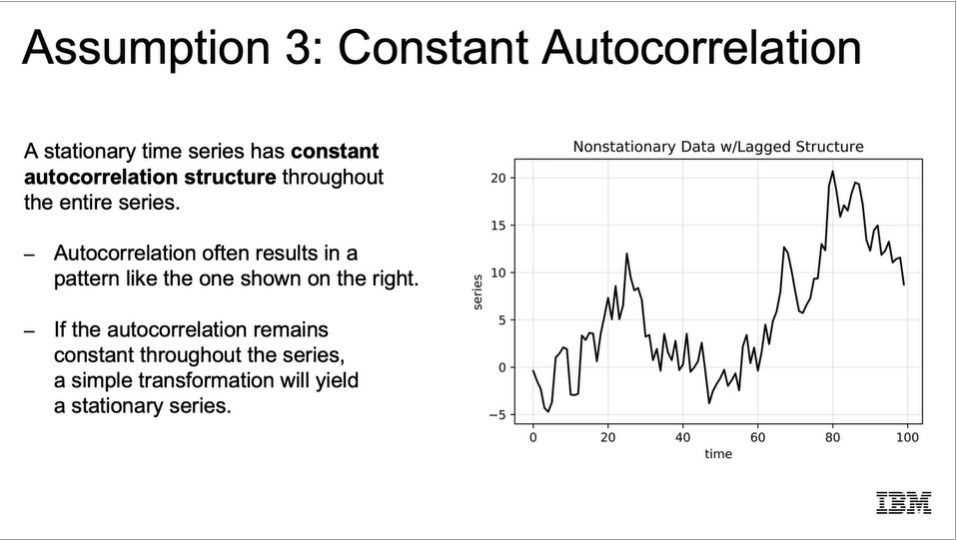 Assumption 3: Constant Autocorrelation
A stationary time series has constant
autocorrelation structure throughout
the entire series.
– Autocorrelation often results in a
pattern like the one shown on the right.
– If the autocorrelation remains
constant throughout the series,
a simple transformation will yield
a stationary series.
Nonstationary Data w/Lagged Structure
series
20
15
10
5
0
−5
0 20 40 60 80 100
time
IBM